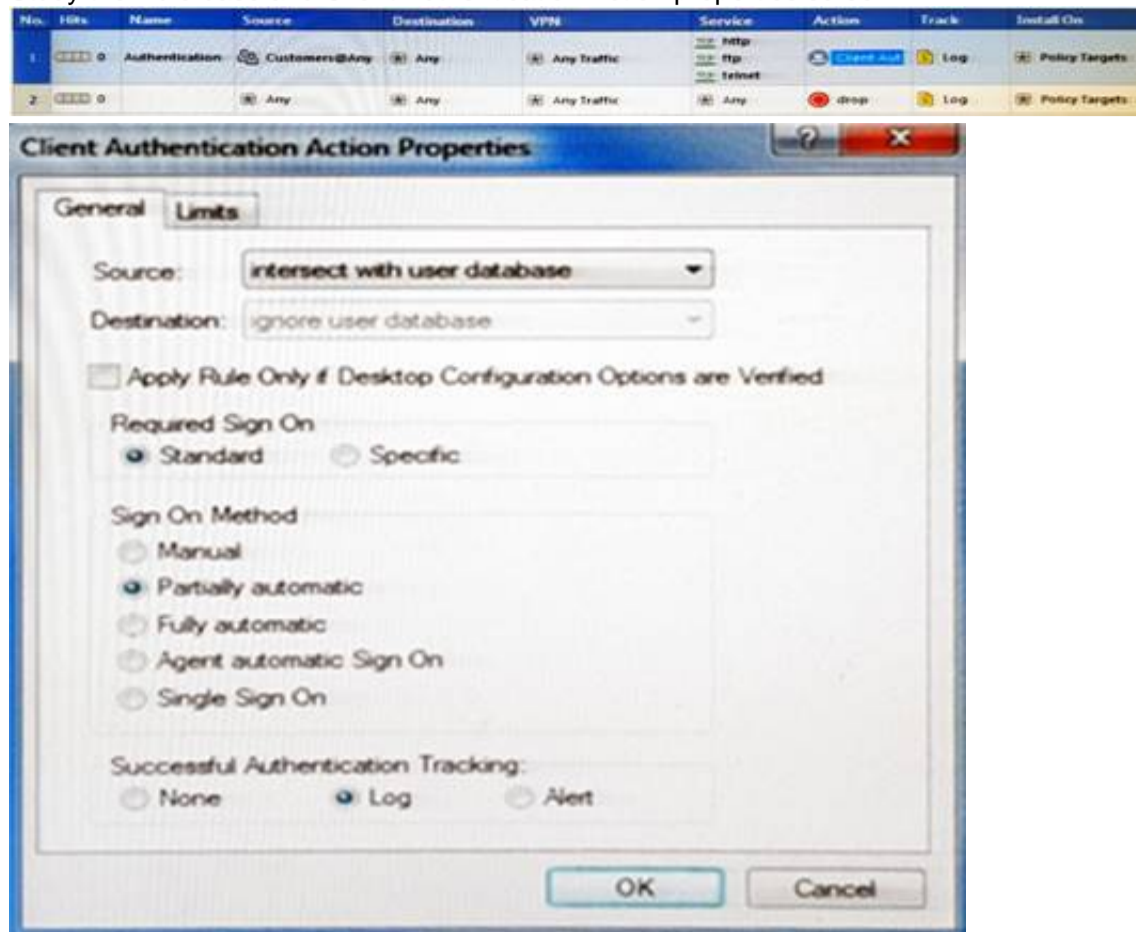 No. Hits Name Source Destination VPN Service Action Track Install On
1 0 Authentication Customers@Any Any Any Traffic http Client Aut Log Policy Targets
ftp
telnet
2 0 Any Any Any Traffic Any drop Log Policy Targets
Client Authentication Action Properties
General Limits
Source: intersect with user database
Destination: ignore user database
Apply Rule Only if Desktop Configuration Options are Verified
Required Sign On
Standard Specific
Sign On Method
Manual
Partially automatic
Fully automatic
Agent automatic Sign On
Single Sign On
Successful Authentication Tracking:
None Log Alert
OK Cancel